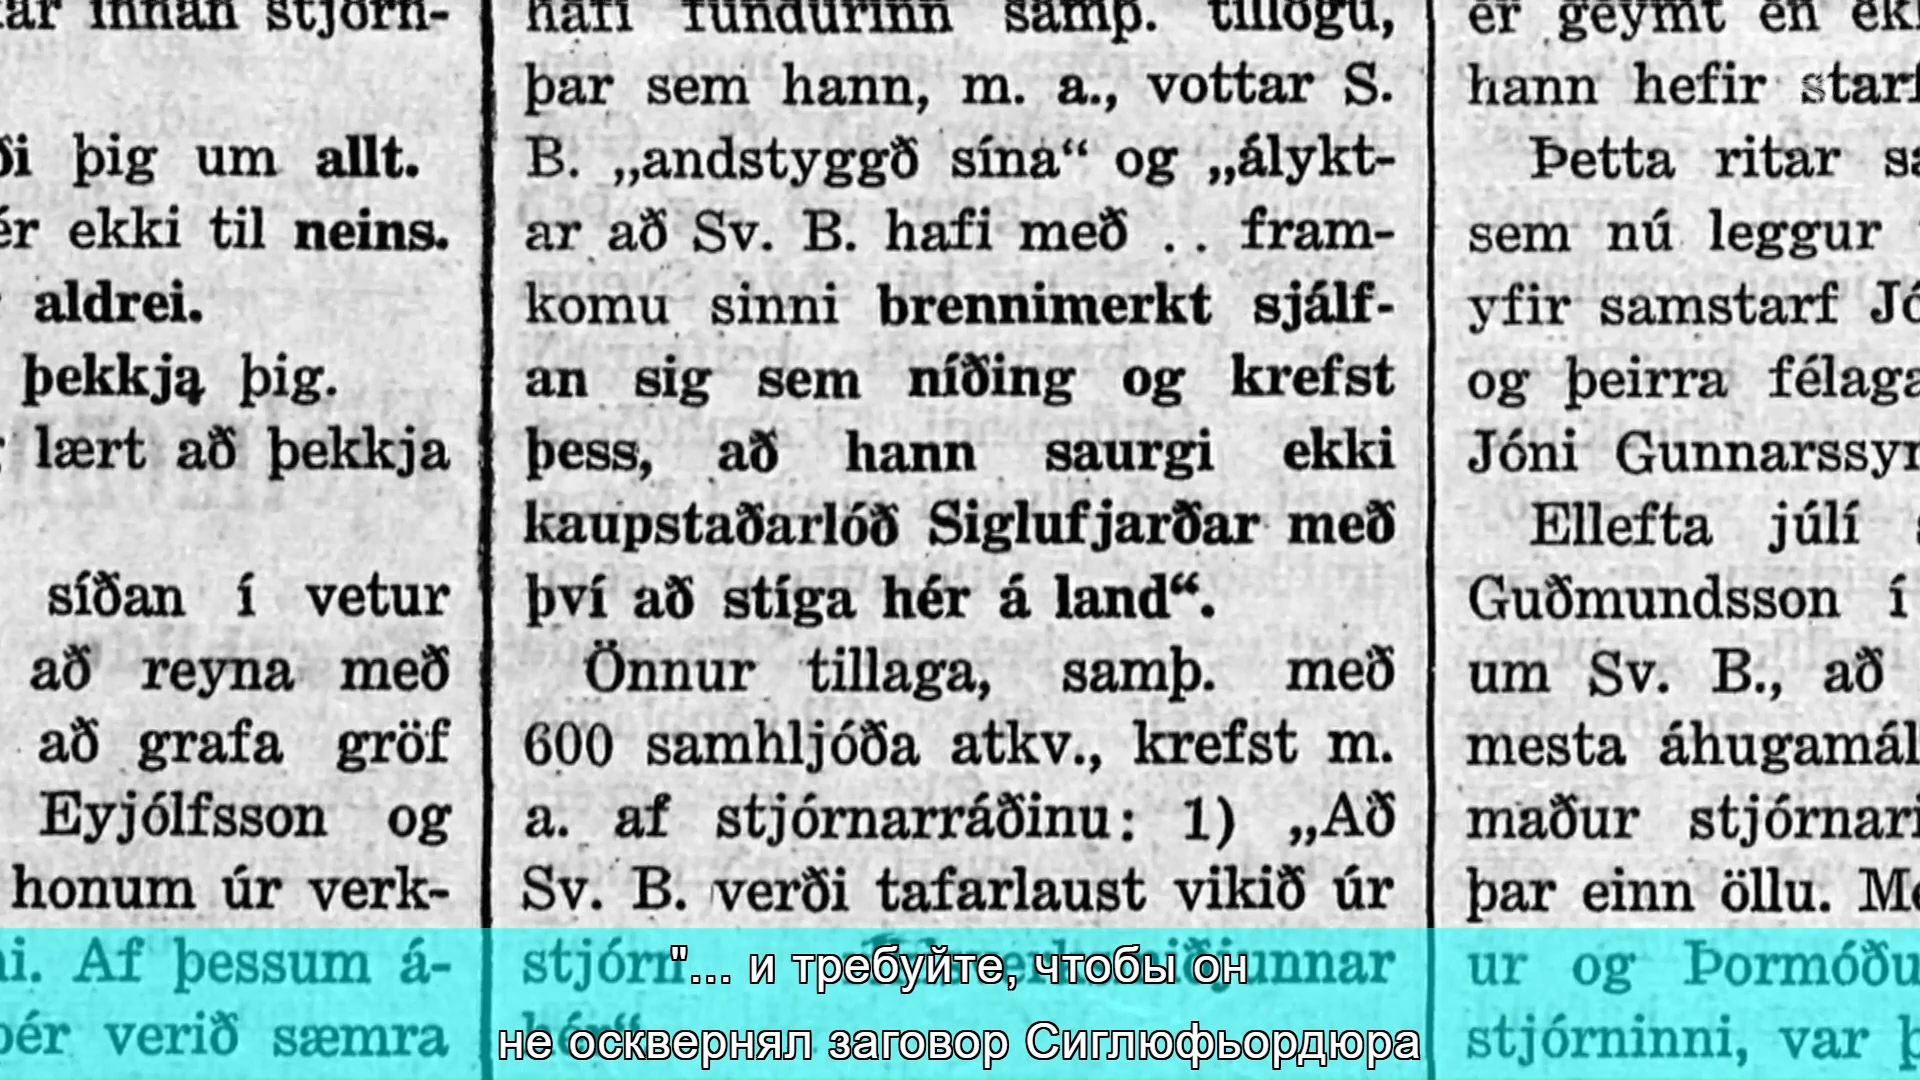 innan stjórn-
ði þig um allt.
ér ekki til neins.
aldrei.
þekkja þig.
lært að þekkja
síðan í vetur
að reyna með
að grafa gröf
Eyjólfsson og
honum úr verk-
ni. Af þessum á-
þér verið sæmra
hafi fundurinn samþ. tillögu,
þar sem hann, m. a., vottar S.
B. „andstyggð sína“ og „álykt-
ar að Sv. B. hafi með . . fram-
komu sinni brennimerkt sjálf-
an sig sem níðing og krefst
þess, að hann saurgi ekki
kaupstaðarlóð Siglufjarðar með
því að stíga hér á land“.
Önnur tillaga, samþ. með
600 samhljóða atkv., krefst m.
a. af stjórnarráðinu: 1) „Að
Sv. B. verði tafarlaust vikið úr
stjórn
hér“
er geymt en
hann hefir starf
Þetta ritar
sem nú leggur
yfir samstarf Jó
og þeirra félaga
Jóni Gunnarssyn
Ellefta júlí
Guðmundsson í
um Sv. B., að
mesta áhugamál
maður stjórnari
þar einn öllu. Me
ur og Þormóðu
stjórninni, var þ
"... и требуйте, чтобы он
не осквернял заговор Сиглюфьордюра